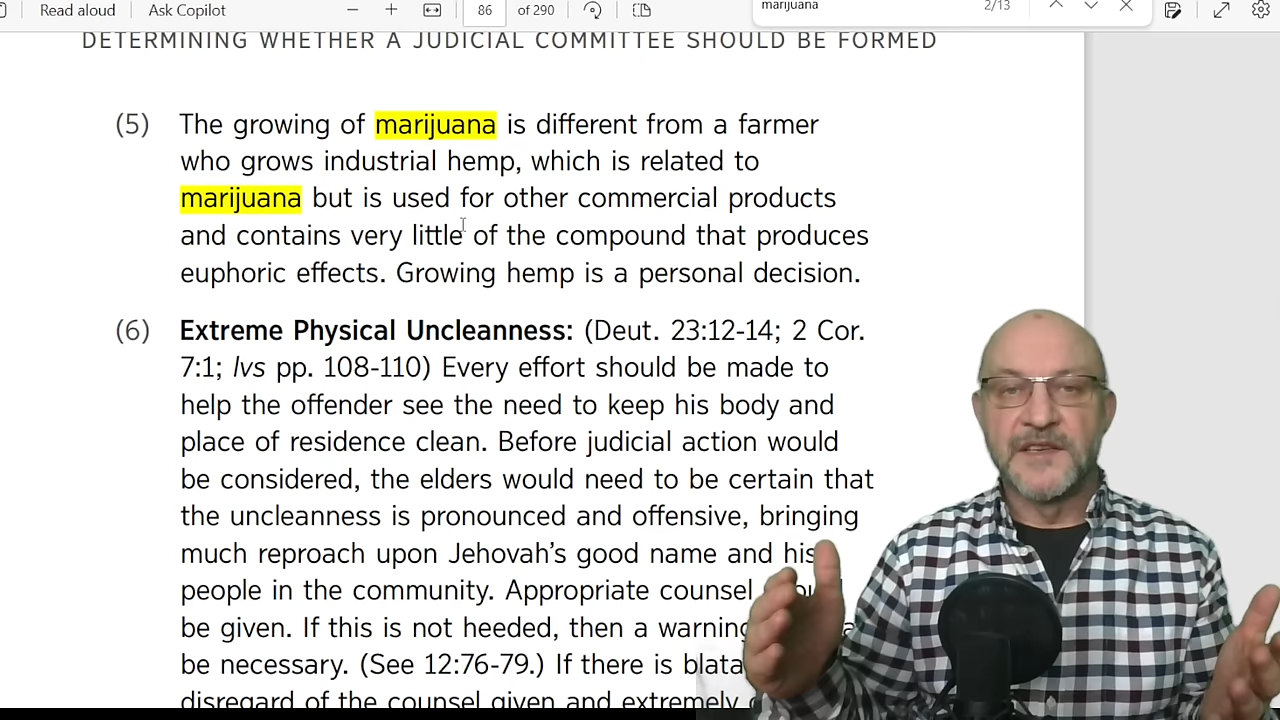 Read aloud Ask Copilot 86 of 290 marijuana 2/13
DETERMINING WHETHER A JUDICIAL COMMITTEE SHOULD BE FORMED
(5) The growing of marijuana is different from a farmer
who grows industrial hemp, which is related to
marijuana but is used for other commercial products
and contains very little of the compound that produces
euphoric effects. Growing hemp is a personal decision.
(6) Extreme Physical Uncleanness: (Deut. 23:12-14; 2 Cor.
7:1; lvs pp. 108-110) Every effort should be made to
help the offender see the need to keep his body and
place of residence clean. Before judicial action would
be considered, the elders would need to be certain that
the uncleanness is pronounced and offensive, bringing
much reproach upon Jehovah's good name and his
people in the community. Appropriate counsel
be given. If this is not heeded, then a warning
be necessary. (See 12:76-79.) If there is
disregard of the counsel given and extremely